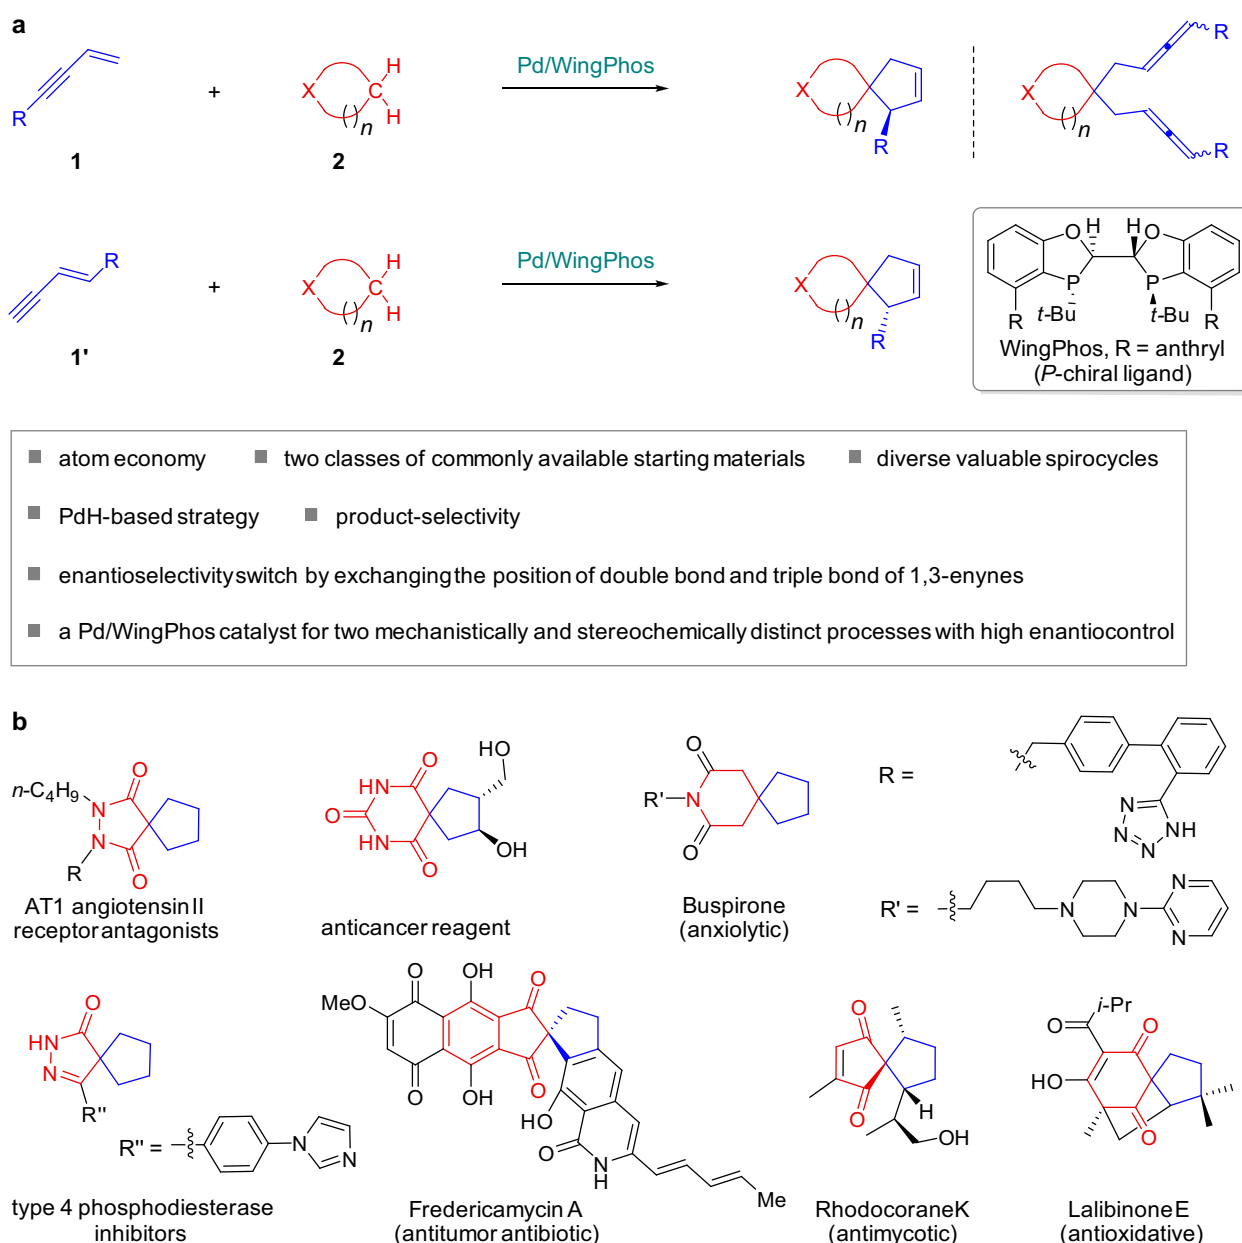 a
R
1
+
X
C
H
H
( )n
2
Pd/WingPhos
X
( )n
R
X
( )n
R
R
R
1'
+
X
C
H
H
( )n
2
Pd/WingPhos
X
( )n
R
O H H O
P P
t-Bu t-Bu
R R
WingPhos, R = anthryl
(P-chiral ligand)
atom economy
two classes of commonly available starting materials
diverse valuable spirocycles
PdH-based strategy
product-selectivity
enantioselectivity switch by exchanging the position of double bond and triple bond of 1,3-enynes
a Pd/WingPhos catalyst for two mechistically and stereochemically distinct processes with high enantiocontrol
b
O
n-C4H9
N
N
R
O
AT1 angiotensin II
receptor antagonists
HO
O
HN
O
NH
O
OH
anticancer reagent
O
R' N
O
Buspirone
(anxiolytic)
R =
N
N
N
N
NH
R' =
N
N
N
N
O
HN
N
R''
R'' =
N
N
type 4 phosphodiesterase
inhibitors
O OH O
MeO
O OH O
HO
O
N
H
Me
Fredericamycin A
(antitumor antibiotic)
O
O
H
OH
Rhodocorane K
(antimycotic)
i-Pr
O
O
HO
O
Lalibinone E
(antioxidative)